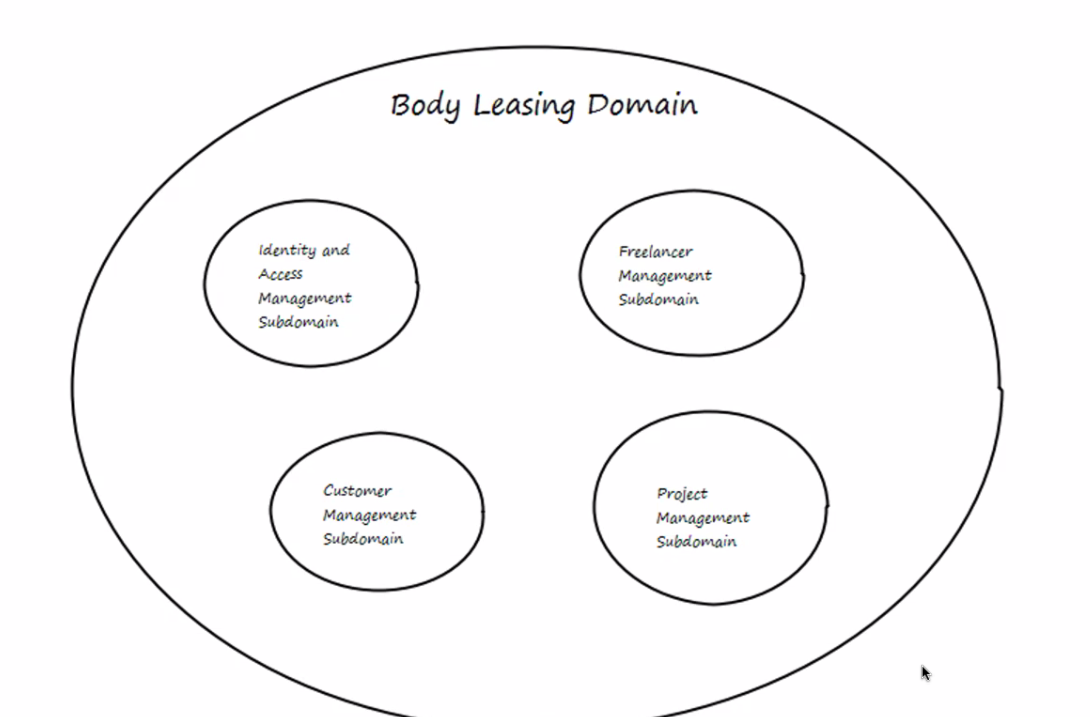 Body Leasing Domain
Identity and
Access
Management
Subdomain
Freelancer
Management
Subdomain
Customer
Management
Subdomain
Project
Management
Subdomain